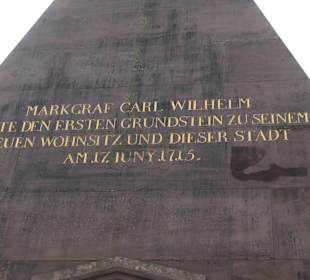 MARKGRAF CARL WILHELM
TE DEN ERSTEN GRUNDSTEIN ZU SEINEM
EUEN WOHNSITZ UND DIESER STADT
AM 17. IUNY 1715.